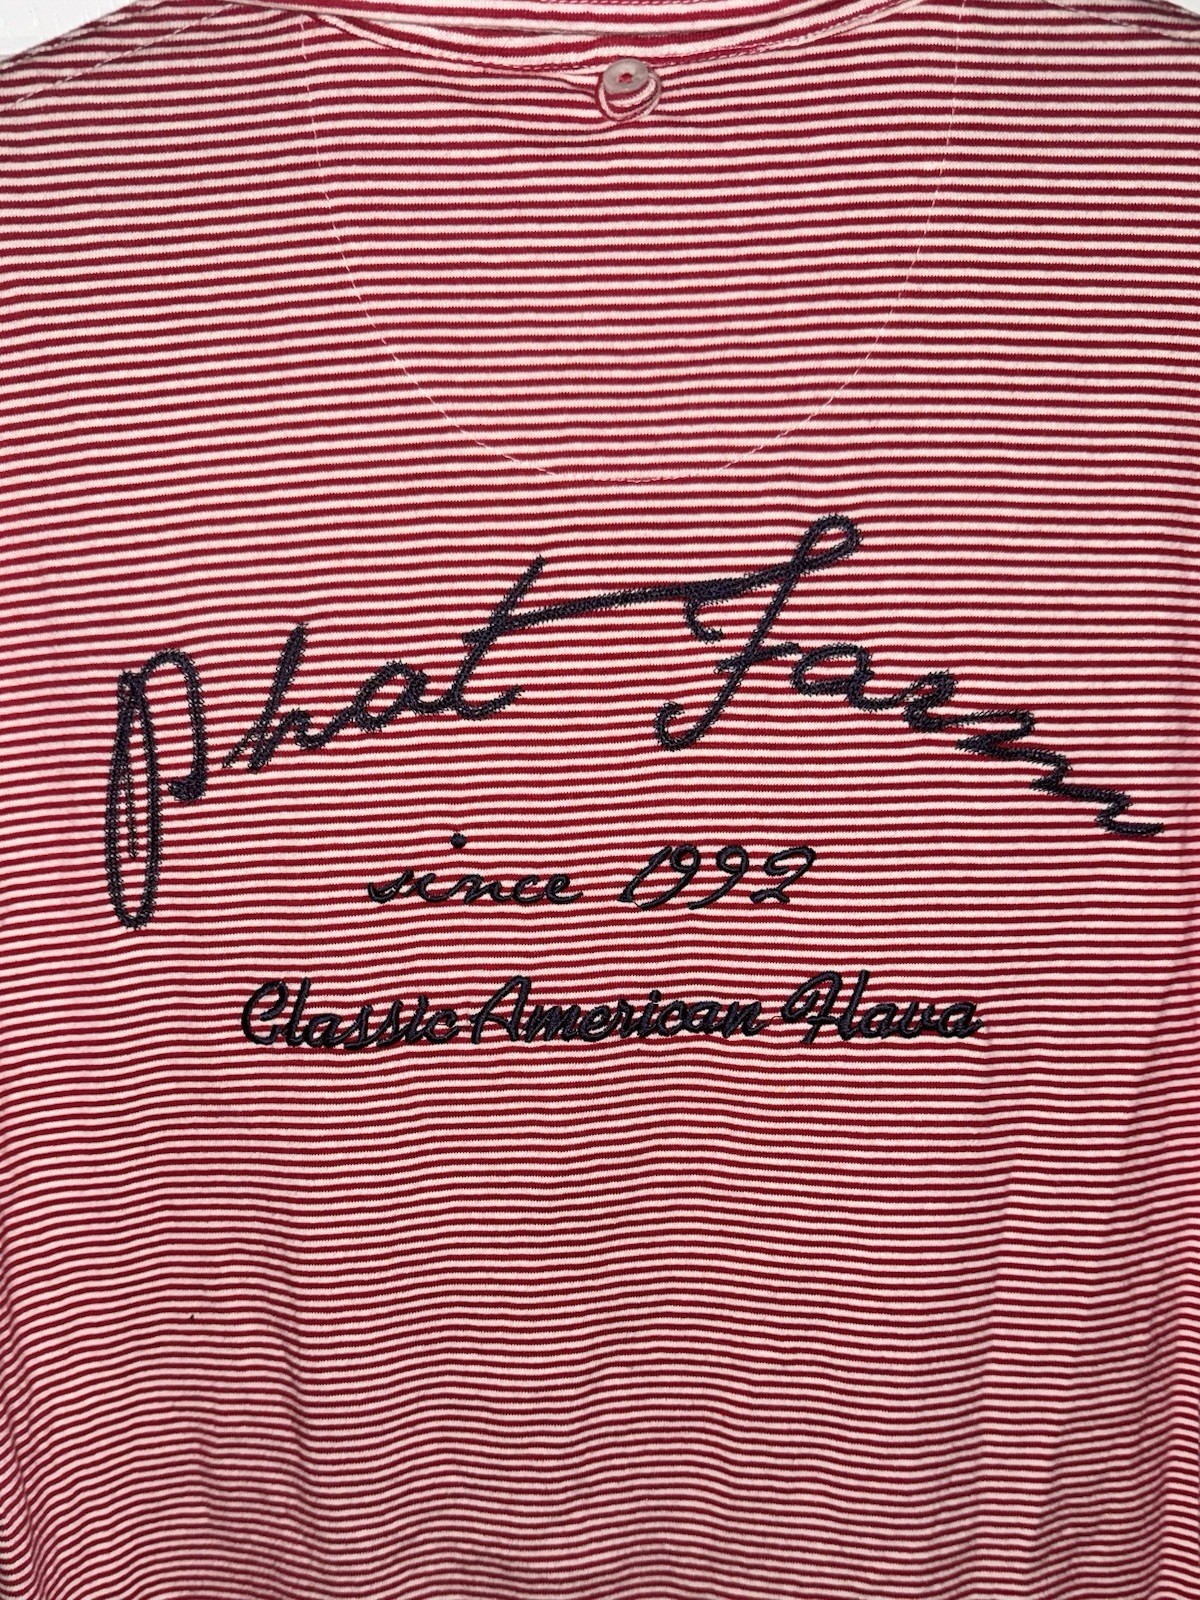 Phat Farm
since 1992
Classic American Flava